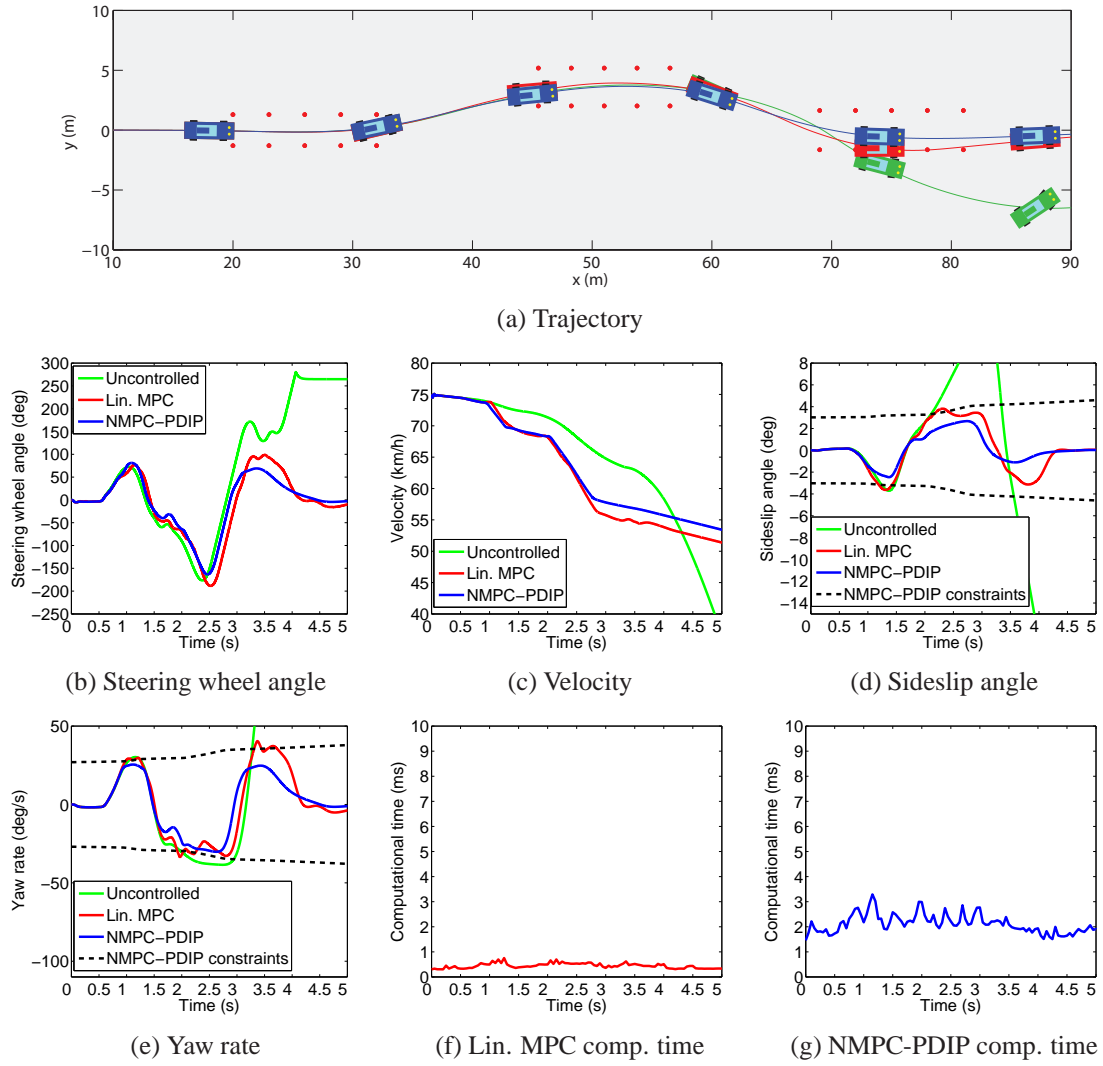 10
5
0
−5
−10
y (m)
10 20 30 40 50 60 70 80 90
x (m)
(a) Trajectory
300
250
200
150
100
50
0
−50
−100
−150
−200
−250
Steering wheel angle (deg)
Uncontrolled
Lin. MPC
NMPC−PDIP
0 0.5 1 1.5 2 2.5 3 3.5 4 4.5 5
Time (s)
(b) Steering wheel angle
80
75
70
65
60
55
50
45
40
Velocity (km/h)
Uncontrolled
Lin. MPC
NMPC−PDIP
0 0.5 1 1.5 2 2.5 3 3.5 4 4.5 5
Time (s)
(c) Velocity
8
6
4
2
0
−2
−4
−6
−8
−10
−12
−14
Sideslip angle (deg)
Uncontrolled
Lin. MPC
NMPC−PDIP
NMPC−PDIP constraints
0 0.5 1 1.5 2 2.5 3 3.5 4 4.5 5
Time (s)
(d) Sideslip angle
50
0
−50
−100
Yaw rate (deg/s)
Uncontrolled
Lin. MPC
NMPC−PDIP
NMPC−PDIP constraints
0 0.5 1 1.5 2 2.5 3 3.5 4 4.5 5
Time (s)
(e) Yaw rate
10
9
8
7
6
5
4
3
2
1
0
Computational time (ms)
0 0.5 1 1.5 2 2.5 3 3.5 4 4.5 5
Time (s)
(f) Lin. MPC comp. time
10
9
8
7
6
5
4
3
2
1
0
Computational time (ms)
0 0.5 1 1.5 2 2.5 3 3.5 4 4.5 5
Time (s)
(g) NMPC-PDIP comp. time